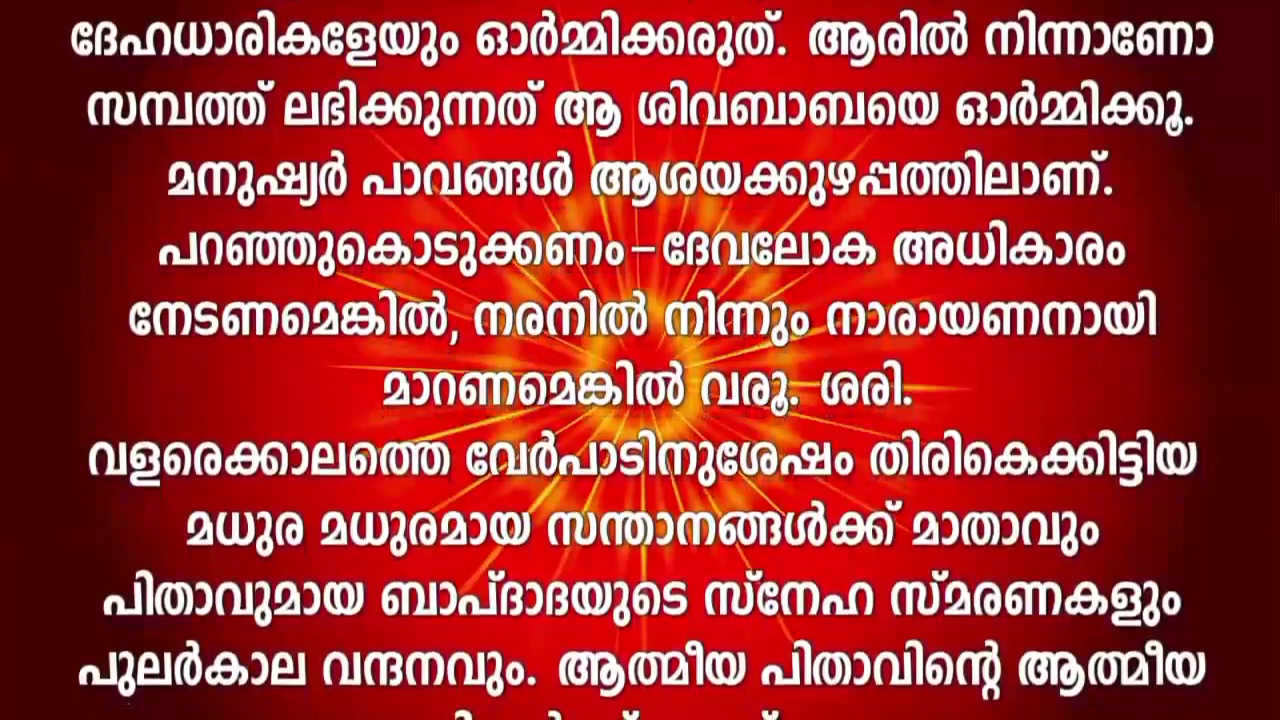 ദേഹധാരികളേയും ഓർമ്മിക്കരുത്. ആരിൽ നിന്നാണോ
സമ്പത്ത് ലഭിക്കുന്നത് ആ ശിവബാബയെ ഓർമ്മിക്കൂ.
മനുഷ്യർ പാവങ്ങൾ ആശയക്കുഴപ്പത്തിലാണ്.
പറഞ്ഞുകൊടുക്കണം-ദേവലോക അധികാരം
നേടണമെങ്കിൽ, നരനിൽ നിന്നും നാരായണനായി
മാറണമെങ്കിൽ വരൂ. ശരി.
വളരെക്കാലത്തെ വേർപാടിനുശേഷം തിരികെക്കിട്ടിയ
മധുര മധുരമായ സന്താനങ്ങൾക്ക് മാതാവും
പിതാവുമായ ബാപ്ദാദയുടെ സ്നേഹ സ്മരണകളും
പുലർകാല വന്ദനവും. ആത്മീയ പിതാവിന്റെ ആത്മീയ